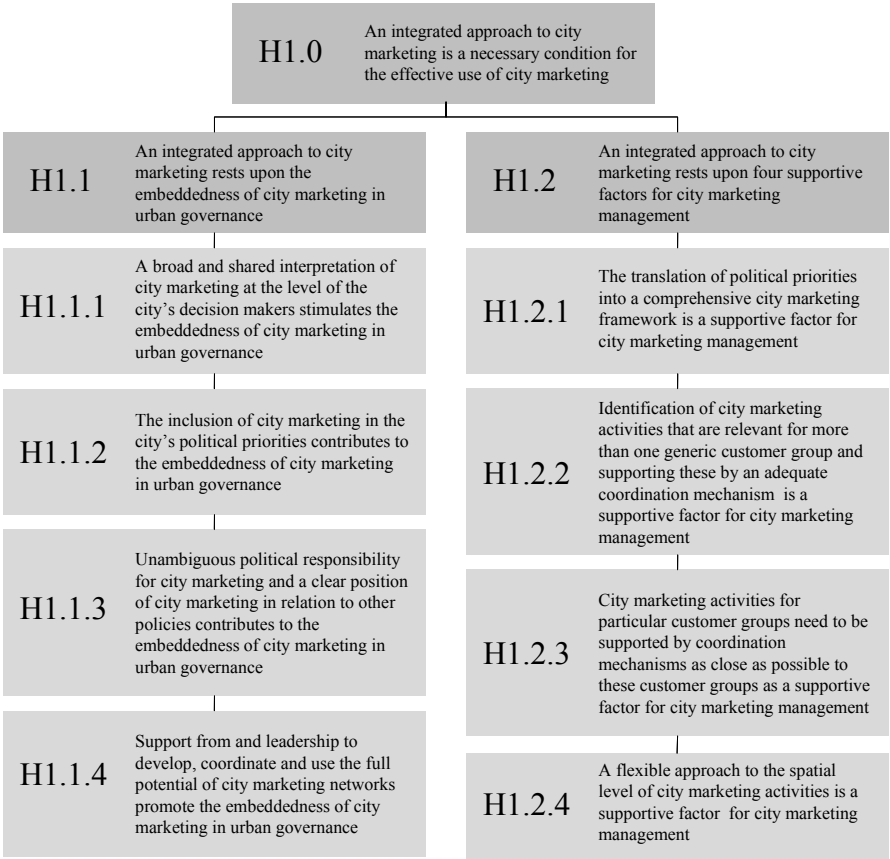 H1.0
An integrated approach to city
marketing is a necessary condition for
the effective use of city marketing
H1.1
An integrated approach to city
marketing rests upon the
embeddedness of city marketing in
urban governance
H1.1.1
A broad and shared interpretation of
city marketing at the level of the
city’s decision makers stimulates the
embeddedness of city marketing in
urban governance
H1.1.2
The inclusion of city marketing in the
city’s political priorities contributes to
the embeddedness of city marketing
in urban governance
H1.1.3
Unambiguous political responsibility
for city marketing and a clear position
of city marketing in relation to other
policies contributes to the
embeddedness of city marketing in
urban governance
H1.1.4
Support from and leadership to
develop, coordinate and use the full
potential of city marketing networks
promote the embeddedness of city
marketing in urban governance
H1.2
An integrated approach to city
marketing rests upon four supportive
factors for city marketing
management
H1.2.1
The translation of political priorities
into a comprehensive city marketing
framework is a supportive factor for
city marketing management
H1.2.2
Identification of city marketing
activities that are relevant for more
than one generic customer group and
supporting these by an adequate
coordination mechanism is a
supportive factor for city marketing
management
H1.2.3
City marketing activities for
particular customer groups need to be
supported by coordination
mechanisms as close as possible to
these customer groups as a supportive
factor for city marketing management
H1.2.4
A flexible approach to the spatial
level of city marketing activities is a
supportive factor for city marketing
management